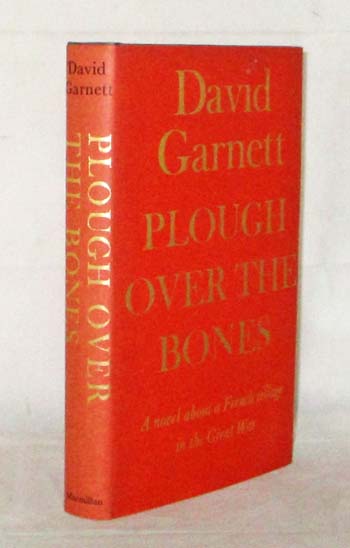 David
Garnett
PLOUGH OVER
THE BONES
Macmillan
David
Garnett
PLOUGH
OVER THE
BONES
A novel about a French village
in the Great War